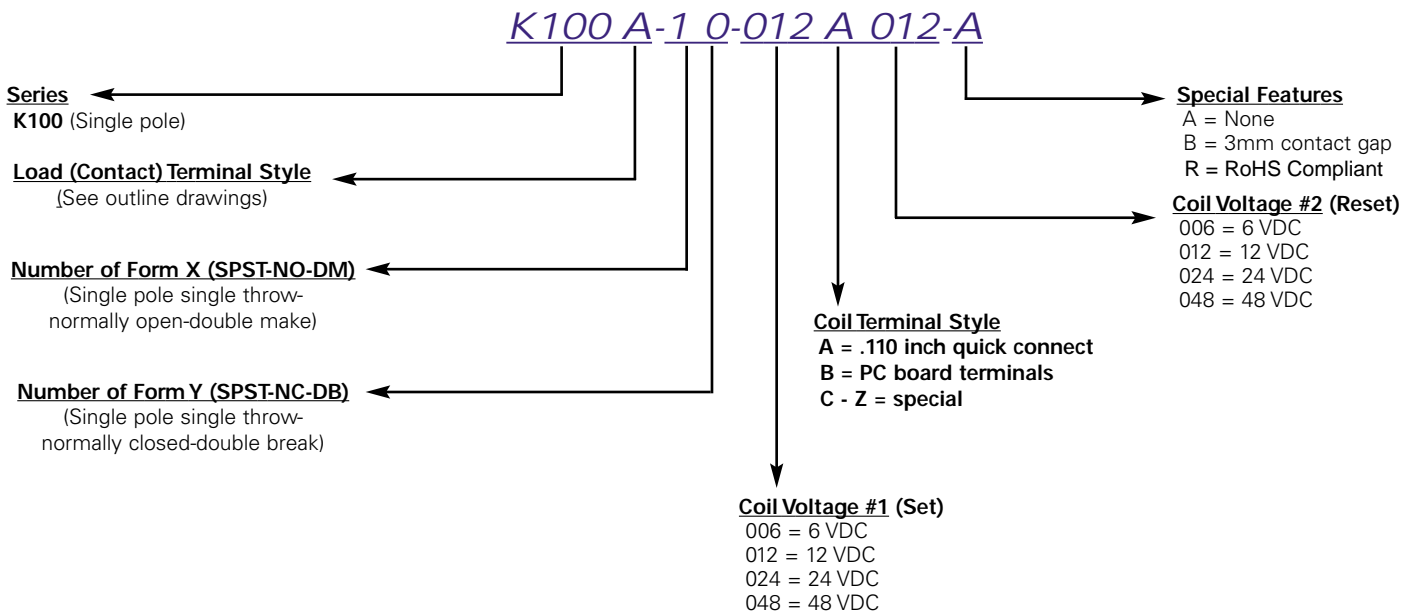 K100 A-1 0-012 A 012-A
Series
K100 (Single pole)
Load (Contact) Terminal Style
(See outline drawings)
Number of Form X (SPST-NO-DM)
(Single pole single throw-
normally open-double make)
Number of Form Y (SPST-NC-DB)
(Single pole single throw-
normally closed-double break)
Coil Voltage #1 (Set)
006 = 6 VDC
012 = 12 VDC
024 = 24 VDC
048 = 48 VDC
Coil Terminal Style
A = .110 inch quick connect
B = PC board terminals
C - Z = special
Coil Voltage #2 (Reset)
006 = 6 VDC
012 = 12 VDC
024 = 24 VDC
048 = 48 VDC
Special Features
A = None
B = 3mm contact gap
R = RoHS Compliant